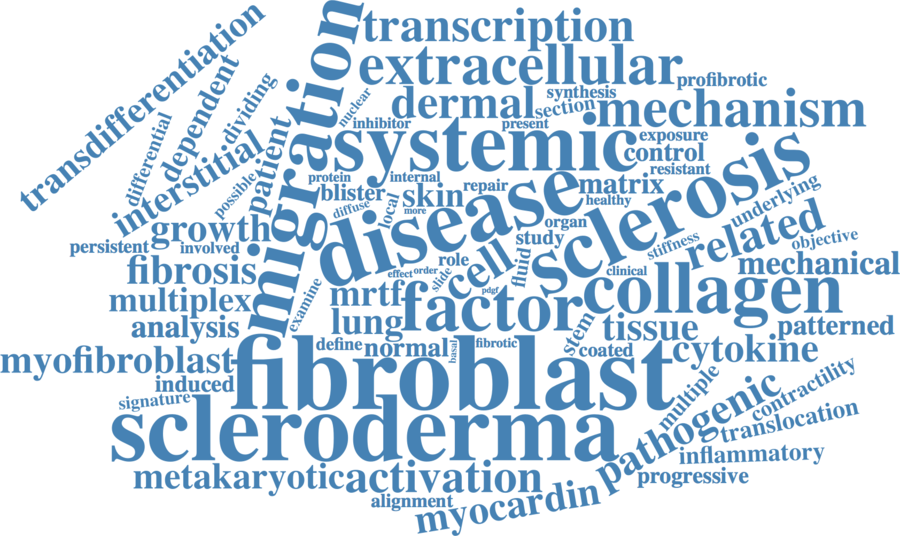 transdifferentiation
transcription
migration
extracellular
profibrotic
dependent
dividing
nuclear
dermal
synthesis
section
mechanism
differential
inhibitor
present
patient
systemic
exposure
interstitial
control
possible
protein
internal
resistant
blister
skin
repair
disease
matrix
sclerosis
healthy
diffuse
local
more
underlying
growth
organ
related
persistent
involved
study
stiffness
objective
fibrosis
role
cell
fluid
clinical
mechanical
effect
order
slide
multiplex
examine
mrtf
pdgf
factor
collagen
analysis
lung
stem
tissue
patterned
myofibroblast
define
normal
basal
fibrotic
coated
cytokine
fibroblast
induced
signature
multiple
contractility
scleroderma
pathogenic
translocation
inflammatory
metakaryotic
activation
progressive
alignment
myocardin